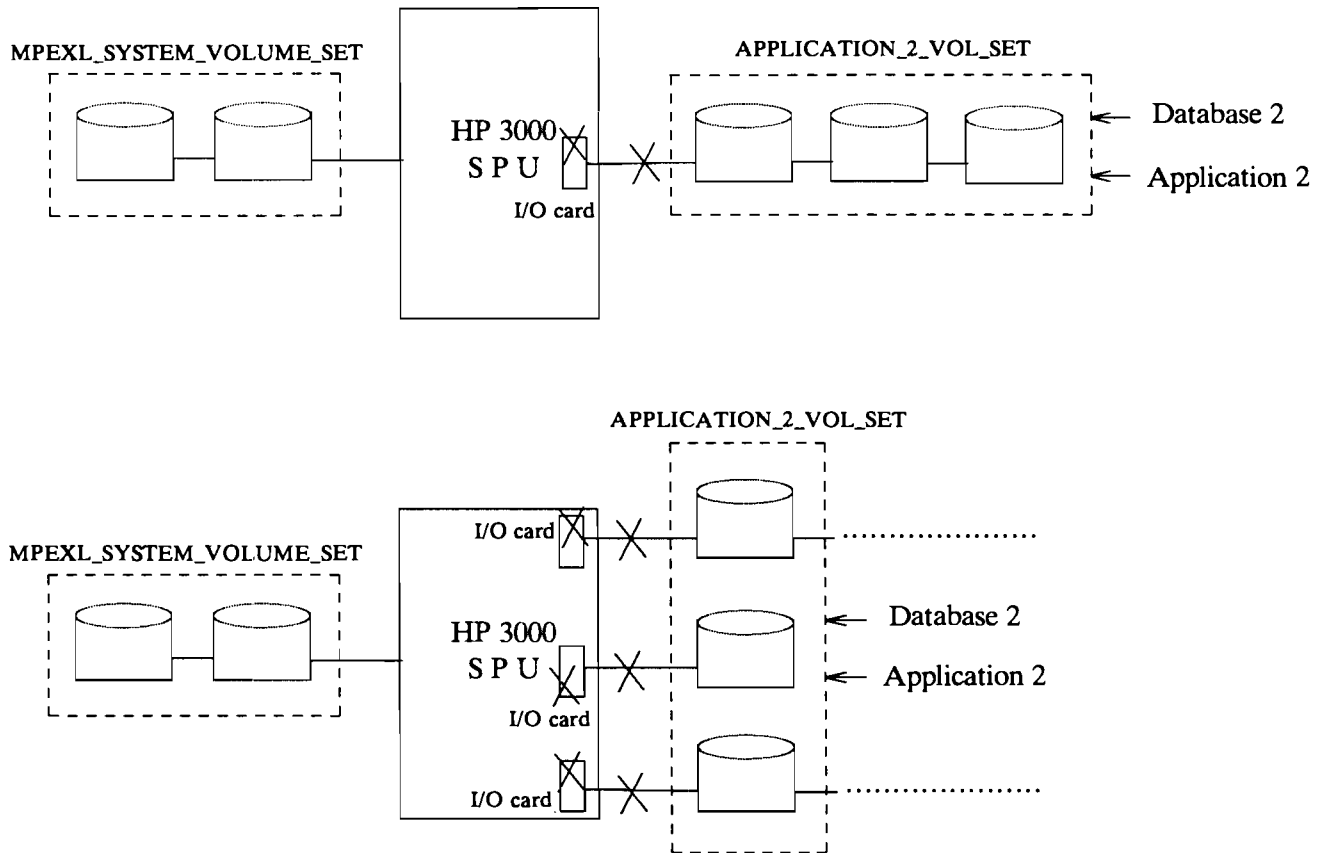 MPEXL_SYSTEM_VOLUME_SET
APPLICATION_2_VOL_SET
HP 3000
S P U
I/O card
Database 2
Application 2
APPLICATION_2_VOL_SET
MPEXL_SYSTEM_VOLUME_SET
I/O card
HP 3000
S P U
I/O card
I/O card
Database 2
Application 2